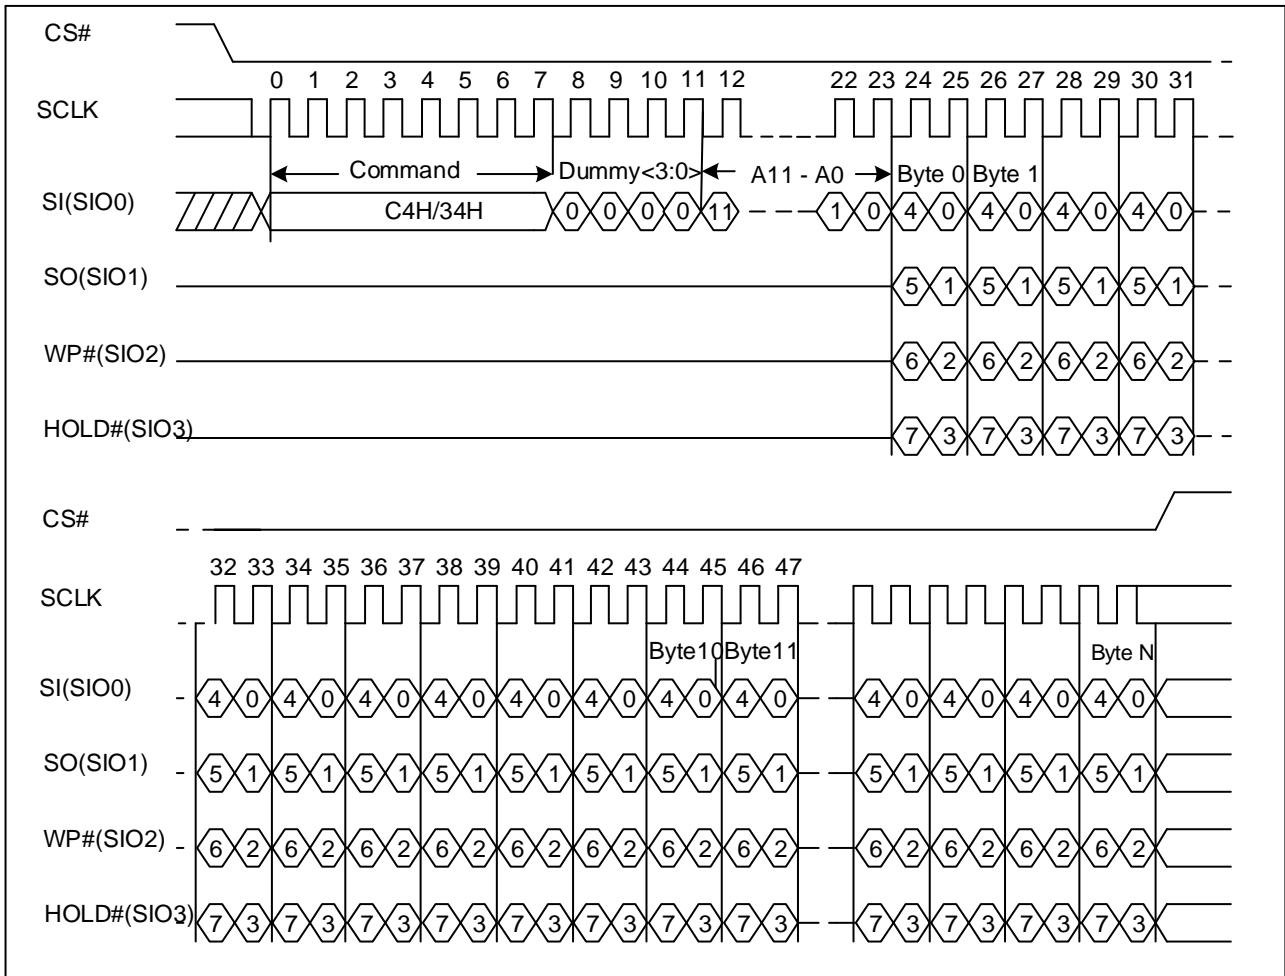 CS#
0 1 2 3 4 5 6 7 8 9 10 11 12 22 23 24 25 26 27 28 29 30 31
SCLK
Command Dummy<3:0> A11 - A0 Byte 0 Byte 1
SI(SIO0) C4H/34H 0 0 0 0 11 1 0 4 0 4 0 4 0 4 0
SO(SIO1) 5 1 5 1 5 1 5 1
WP#(SIO2) 6 2 6 2 6 2 6 2
HOLD#(SIO3) 7 3 7 3 7 3 7 3
CS#
32 33 34 35 36 37 38 39 40 41 42 43 44 45 46 47
SCLK
Byte10 Byte11 Byte N
SI(SIO0) 4 0 4 0 4 0 4 0 4 0 4 0 4 0 4 0 4 0 4 0 4 0 4 0
SO(SIO1) 5 1 5 1 5 1 5 1 5 1 5 1 5 1 5 1 5 1 5 1 5 1 5 1
WP#(SIO2) 6 2 6 2 6 2 6 2 6 2 6 2 6 2 6 2 6 2 6 2 6 2 6 2
HOLD#(SIO3) 7 3 7 3 7 3 7 3 7 3 7 3 7 3 7 3 7 3 7 3 7 3 7 3